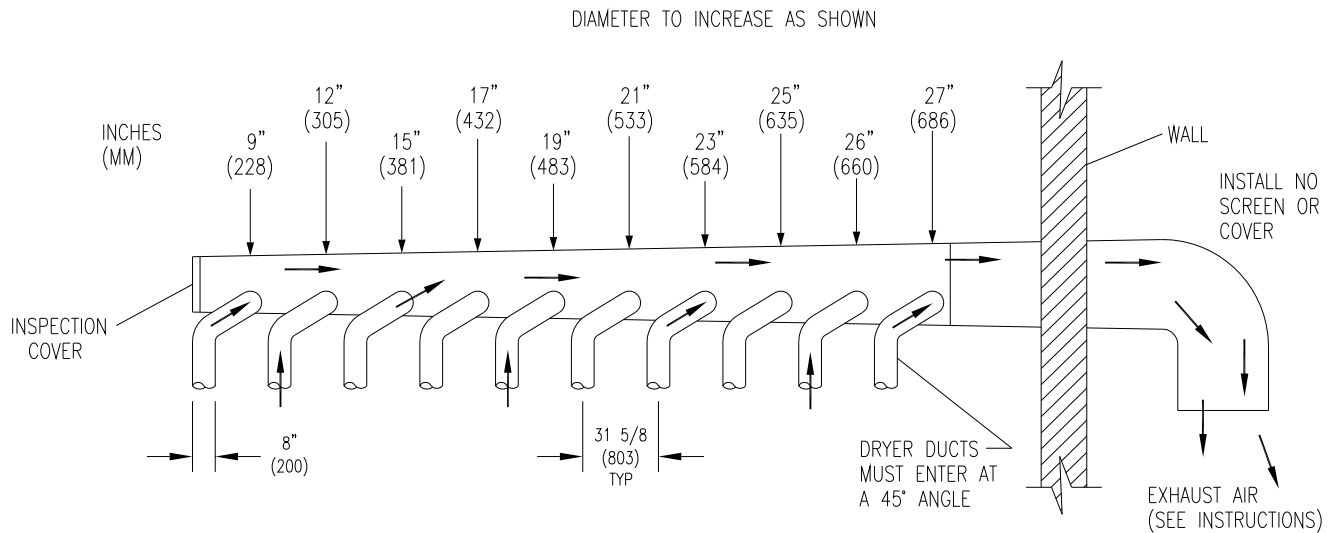 DIAMETER TO INCREASE AS SHOWN
INCHES
(MM)
9”
(228)
12”
(305)
15”
(381)
17”
(432)
19”
(483)
21”
(533)
23”
(584)
25”
(635)
26”
(660)
27”
(686)
WALL
INSTALL NO
SCREEN OR
COVER
INSPECTION
COVER
8”
(200)
31 5/8
(803)
TYP
DRYER DUCTS
MUST ENTER AT
A 45° ANGLE
EXHAUST AIR
(SEE INSTRUCTIONS)